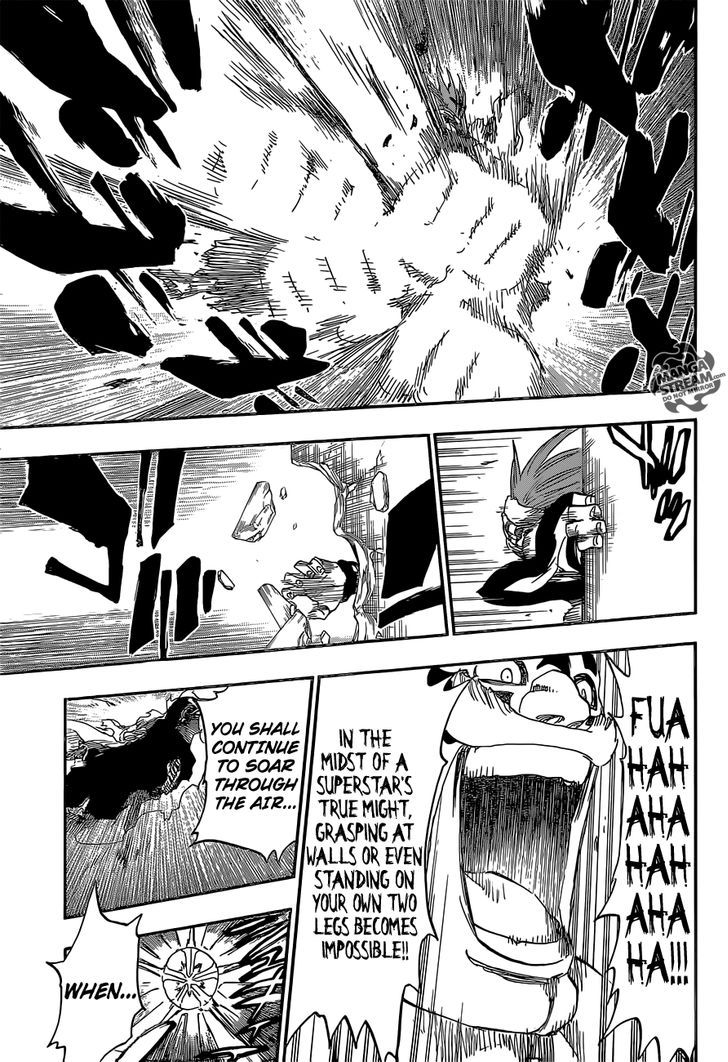 MANGA
STREAM.com
DO NOT MIRROR
FUA
HAH
AHA
HAH
AHA
HA!!!
IN THE
MIDST OF A
SUPERSTAR'S
TRUE MIGHT,
GRASPING AT
WALLS OR EVEN
STANDING ON
YOUR OWN TWO
LEGS BECOMES
IMPOSSIBLE!!
YOU SHALL
CONTINUE
TO SOAR
THROUGH
THE AIR...
WHEN...